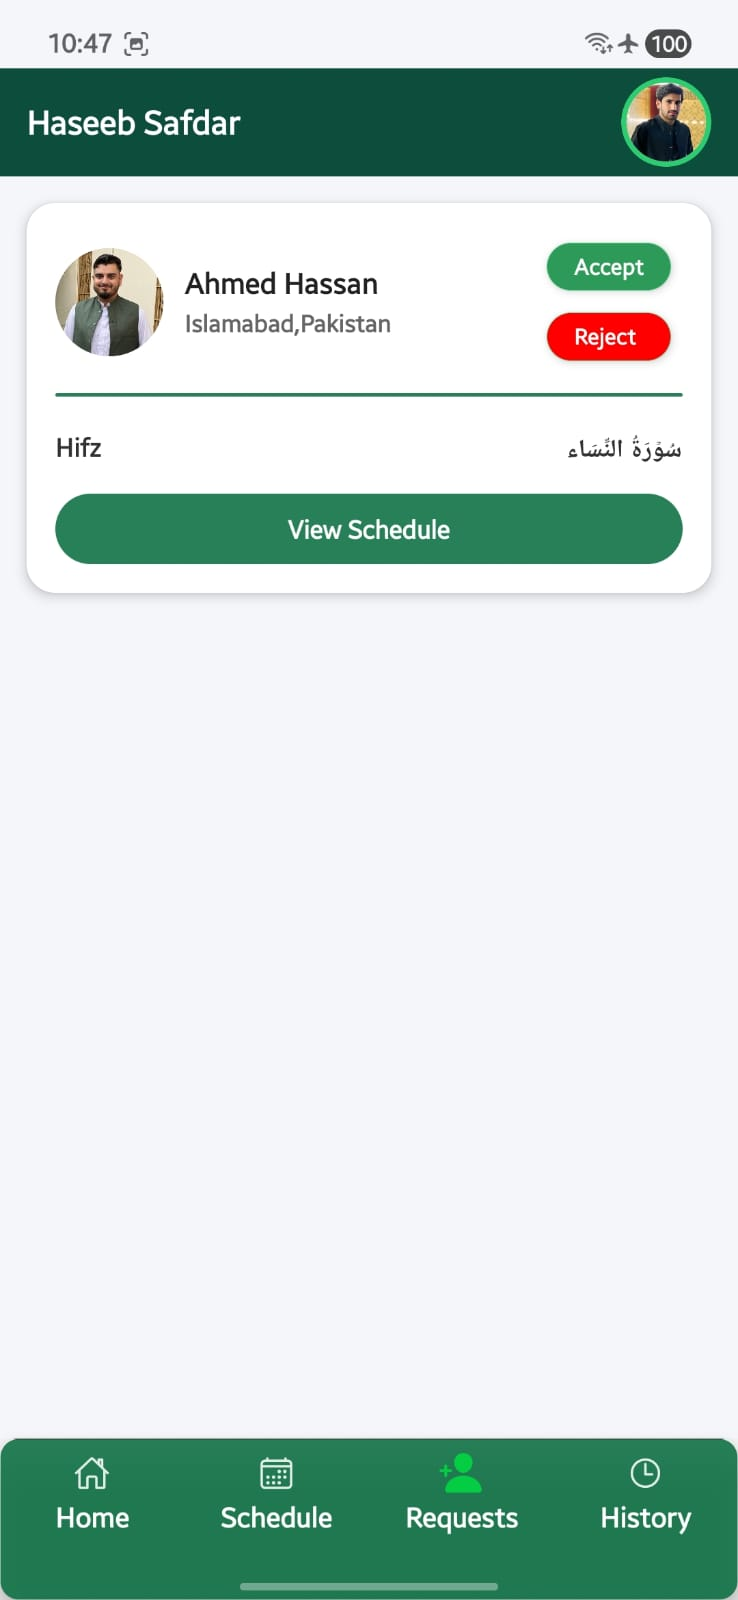 10:47 100
Haseeb Safdar
Ahmed Hassan
Islamabad,Pakistan
Accept
Reject
Hifz سُوْرَةُ النِّسَاء
View Schedule
Home Schedule Requests History